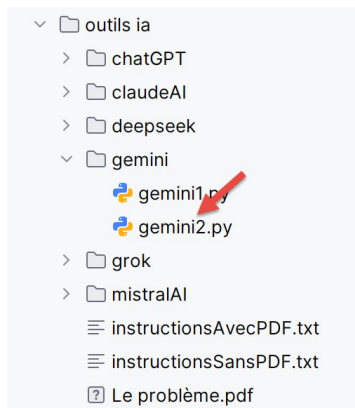 outils ia
chatGPT
claudeAI
deepseek
gemini
gemini1.py
gemini2.py
grok
mistralAI
instructionsAvecPDF.txt
instructionsSansPDF.txt
Le problème.pdf